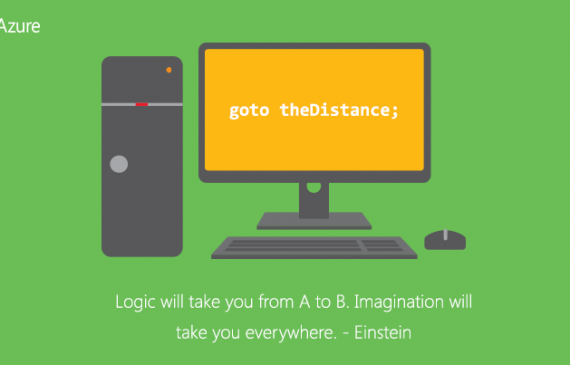 Azure
goto theDistance;
Logic will take you from A to B. Imagination will
take you everywhere. - Einstein